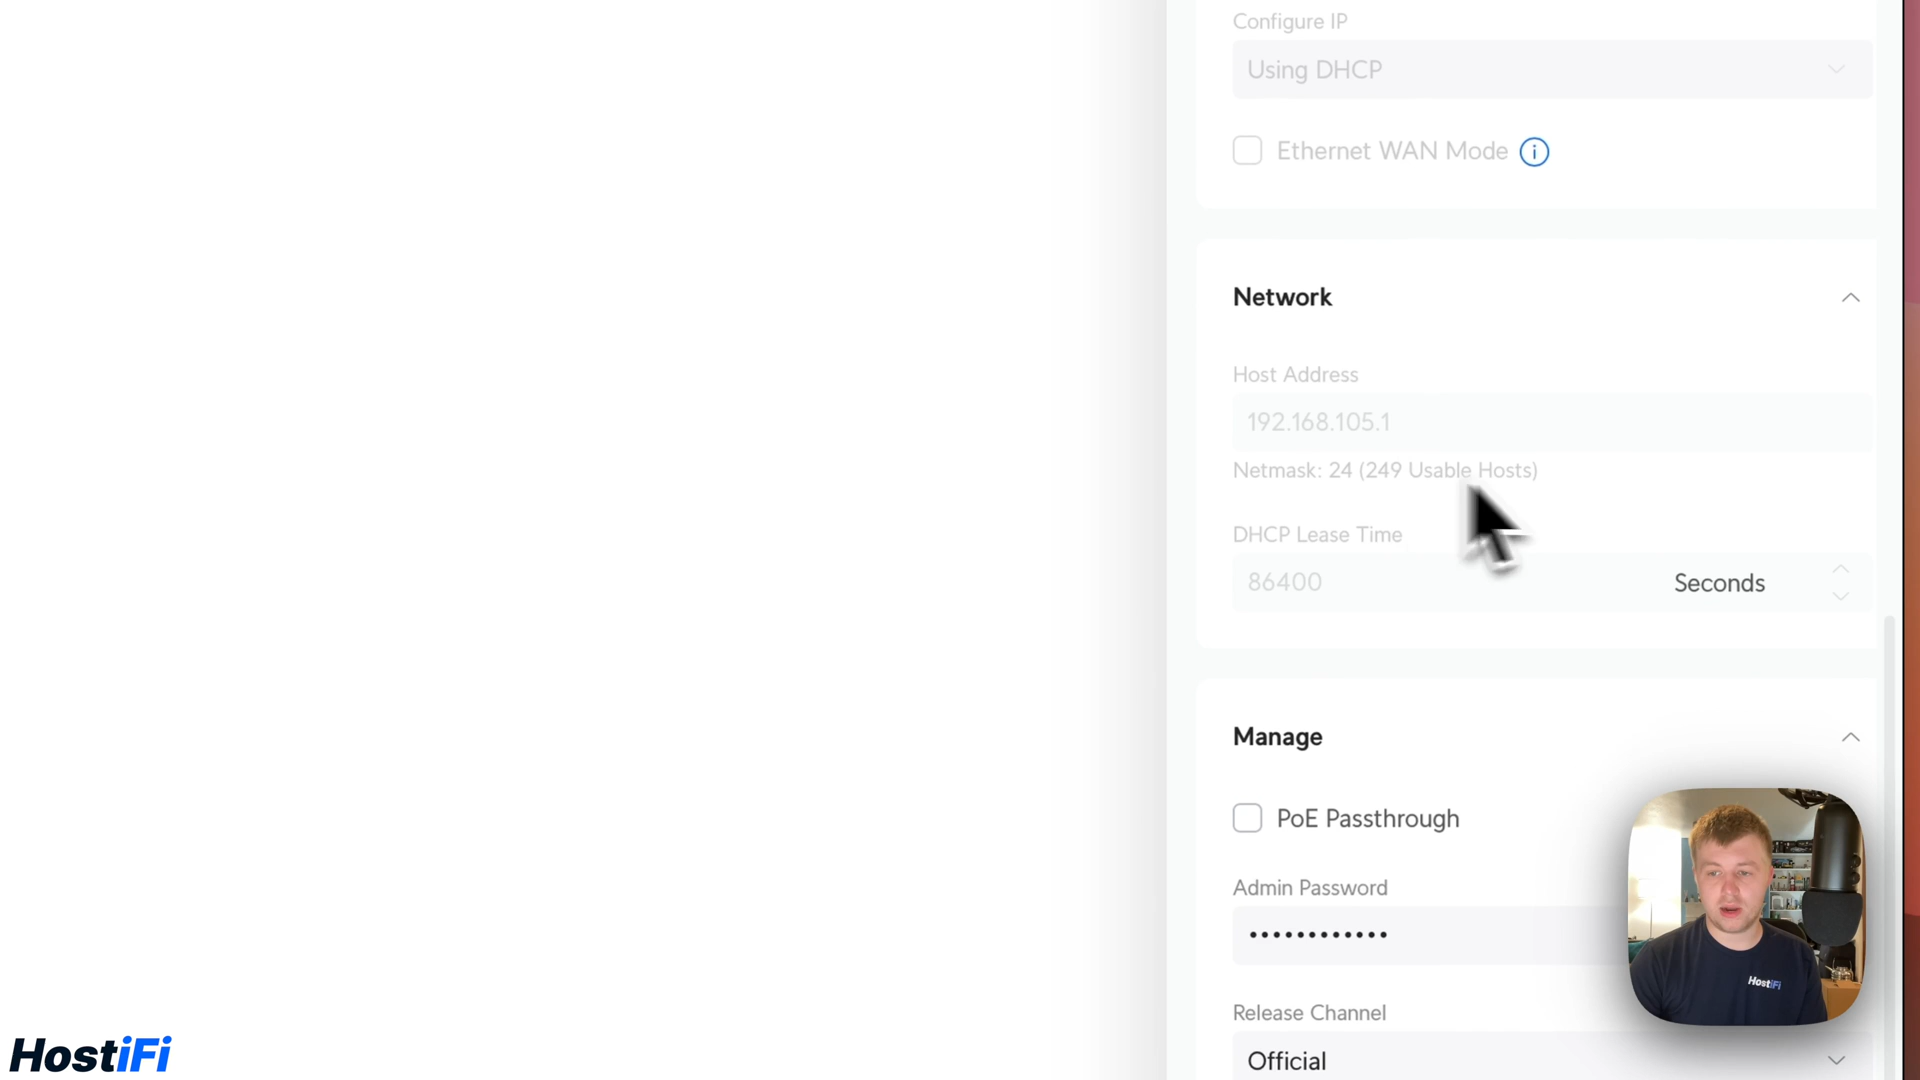 Configure IP
Using DHCP
Ethernet WAN Mode
Network
Host Address
192.168.105.1
Netmask: 24 (249 Usable Hosts)
DHCP Lease Time
86400
Seconds
Manage
PoE Passthrough
Admin Password
••••••••••••
Release Channel
Official
HostiFi
HostiFi